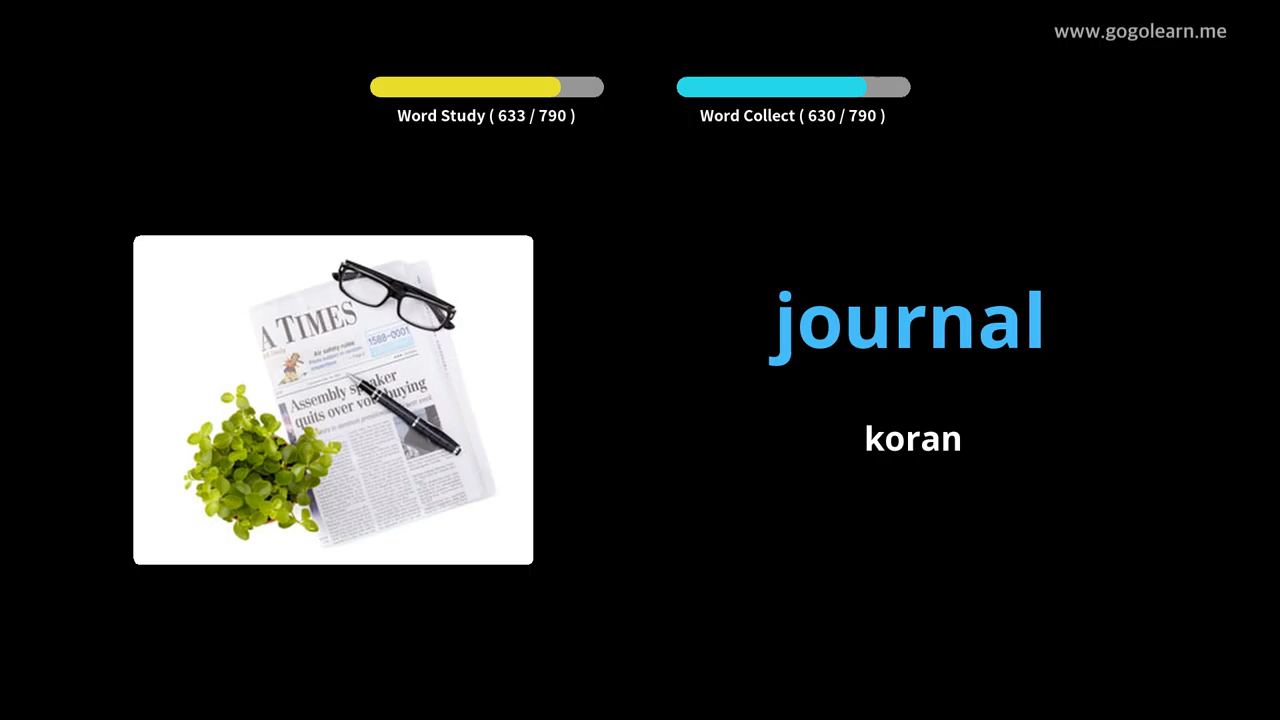 www.gogolearn.me
Word Study ( 633 / 790 )
Word Collect ( 630 / 790 )
A TIMES
Air safety rules
1588-0001
Assembly speaker
quits over vote-buying
journal
koran